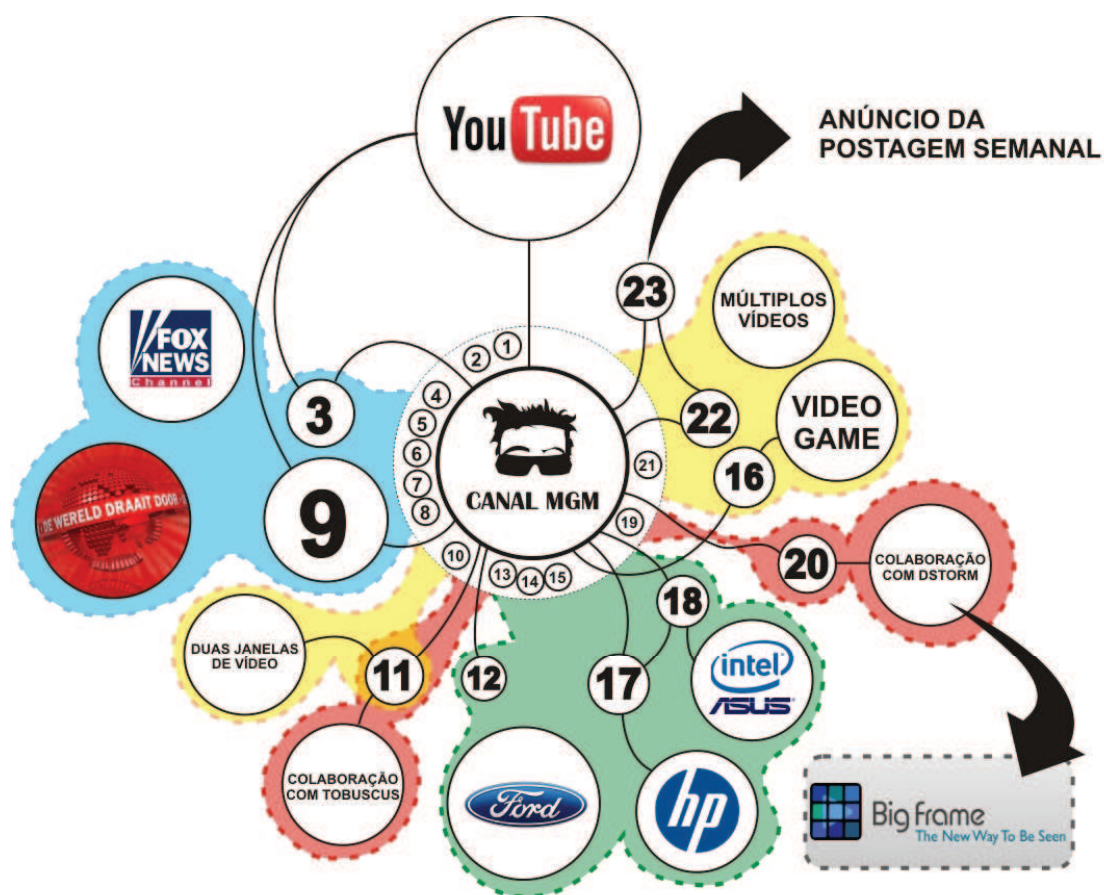 YouTube
ANÚNCIO DA
POSTAGEM SEMANAL
23
MÚLTIPLOS
VÍDEOS
FOX
NEWS
Channel
1
2
3
4
5
6
7
8
9
10
CANAL MGM
22
VIDEO
GAME
16
21
19
DE WERELD DRAAIT DOOR
20
COLABORAÇÃO
COM DSTORM
13
14
15
18
DUAS JANELAS
DE VÍDEO
11
12
17
intel
ASUS
COLABORAÇÃO
COM TOBUSCUS
Ford
hp
Big Frame
The New Way To Be Seen